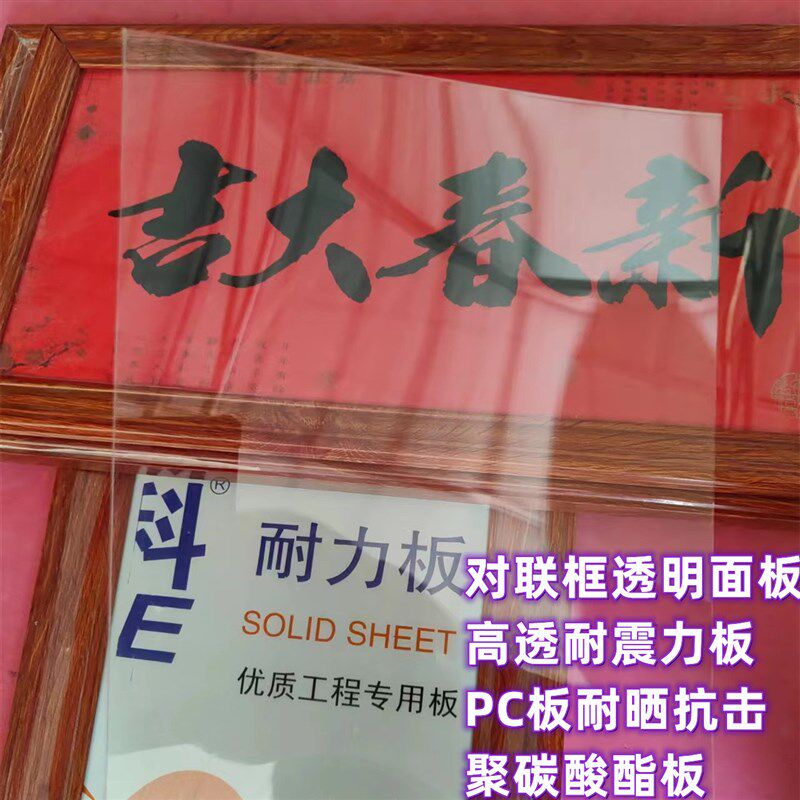 新春大吉
®
耐力板
SOLID SHEET
优质工程专用板
对联框透明面板
高透耐震力板
PC板耐晒抗击
聚碳酸酯板